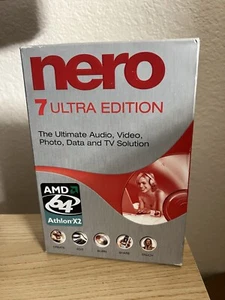 nero
7 ULTRA EDITION
The Ultimate Audio, Video,
Photo, Data and TV Solution
AMD
64
Athlon X2